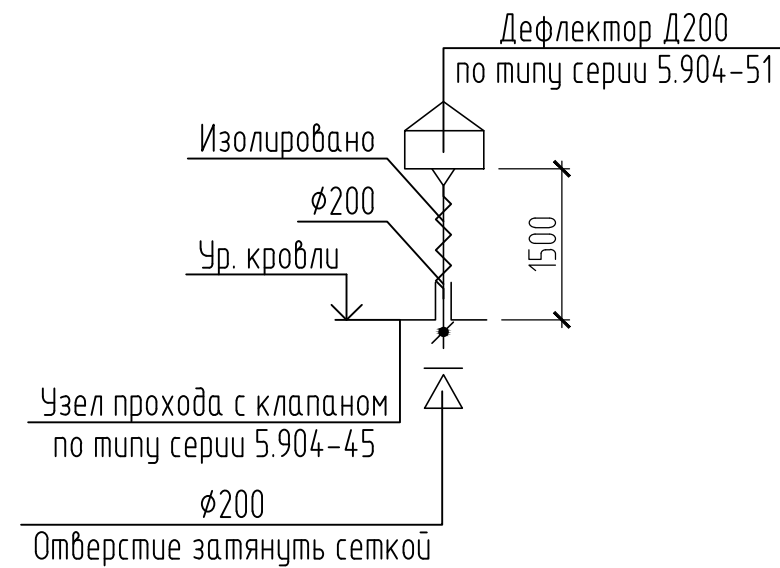 Дефлектор Д200
по типу серии 5.904-51
Изолировано
ø200
Ур. кровли
1500
Узел прохода с клапаном
по типу серии 5.904-45
ø200
Отверстие затянуть сеткой